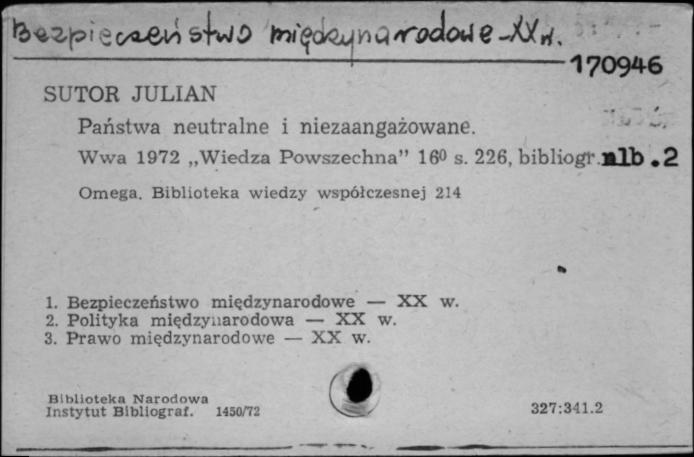 Bezpieczeństwo międzynarodowe - XX w.
170946
SUTOR JULIAN
Państwa neutralne i niezaangażowane.
Wwa 1972 „Wiedza Powszechna” 16⁰ s. 226, bibliogr. nlb. 2
Omega. Biblioteka wiedzy współczesnej 214
1. Bezpieczeństwo międzynarodowe — XX w.
2. Polityka międzynarodowa — XX w.
3. Prawo międzynarodowe — XX w.
Biblioteka Narodowa
Instytut Bibliograf. 1450/72
327:341.2